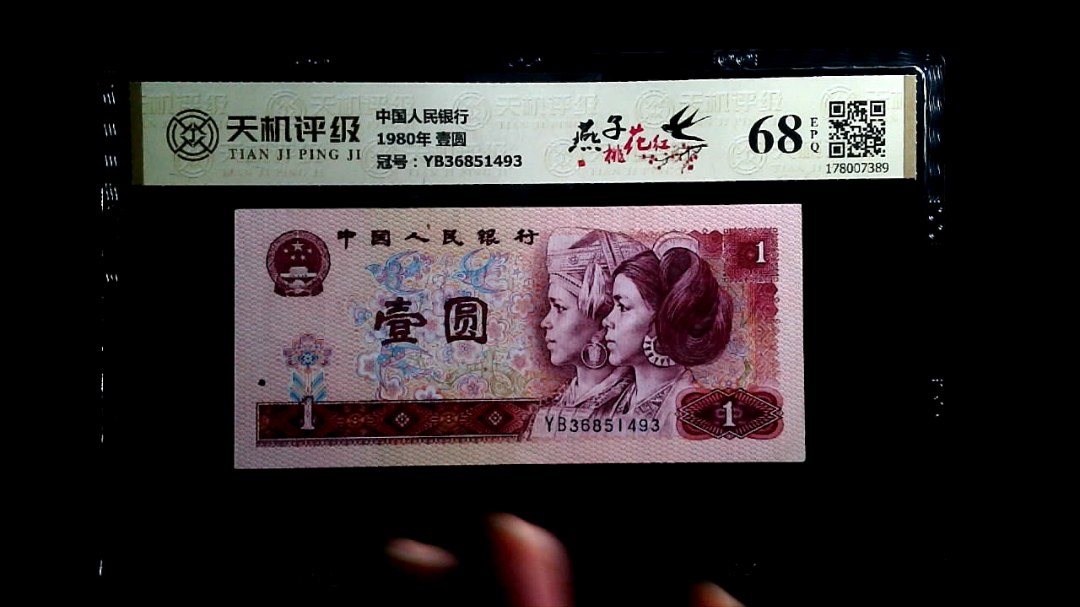 天机评级
TIAN JI PING JI
中国人民银行
1980年 壹圆
冠号：YB36851493
燕子
桃花红
68
EPQ
178007389
中国人民银行
1
壹圆
1
YB36851493
1